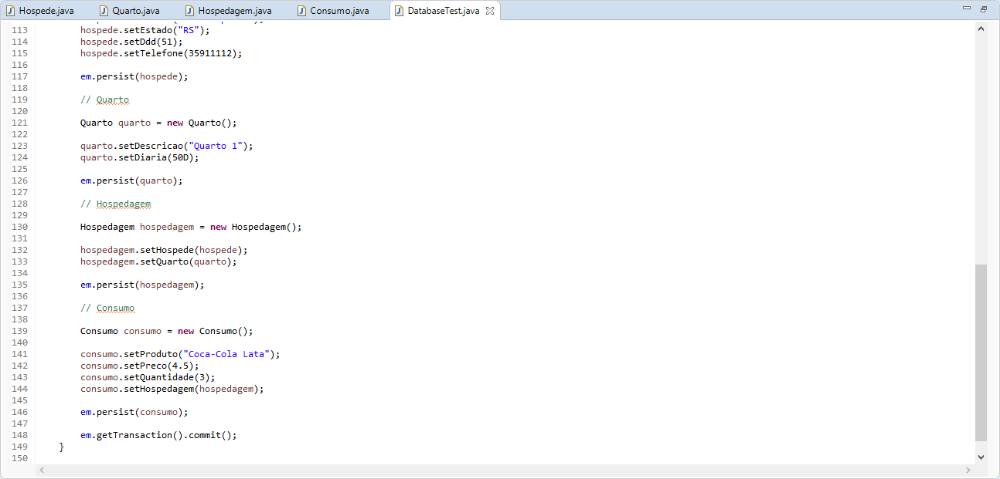 Hospede.java Quarto.java Hospedagem.java Consumo.java DatabaseTest.java
113 hospede.setEstado("RS");
114 hospede.setDdd(51);
115 hospede.setTelefone(35911112);
116
117 em.persist(hospede);
118
119 // Quarto
120
121 Quarto quarto = new Quarto();
122
123 quarto.setDescricao("Quarto 1");
124 quarto.setDiaria(50D);
125
126 em.persist(quarto);
127
128 // Hospedagem
129
130 Hospedagem hospedagem = new Hospedagem();
131
132 hospedagem.setHospede(hospede);
133 hospedagem.setQuarto(quarto);
134
135 em.persist(hospedagem);
136
137 // Consumo
138
139 Consumo consumo = new Consumo();
140
141 consumo.setProduto("Coca-Cola Lata");
142 consumo.setPreco(4.5);
143 consumo.setQuantidade(3);
144 consumo.setHospedagem(hospedagem);
145
146 em.persist(consumo);
147
148 em.getTransaction().commit();
149 }
150